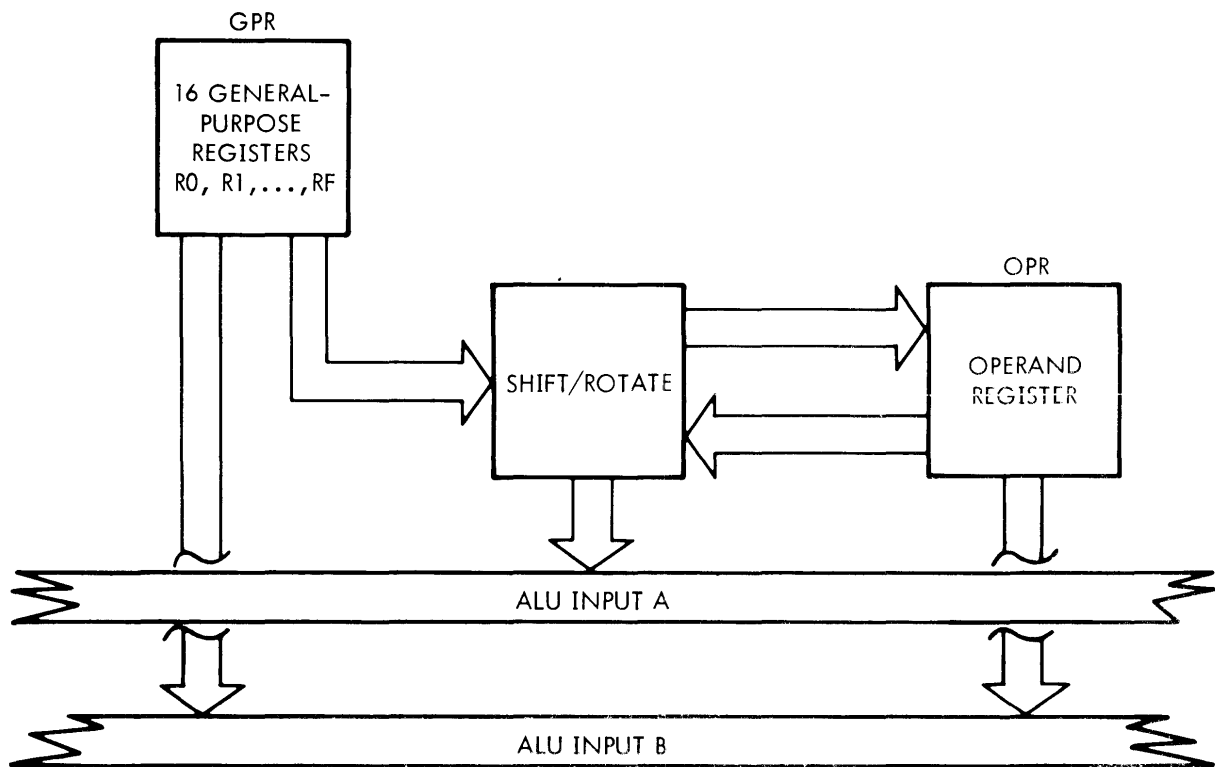 GPR
16 GENERAL-
PURPOSE
REGISTERS
R0, R1,...,RF
SHIFT/ROTATE
OPR
OPERAND
REGISTER
ALU INPUT A
ALU INPUT B